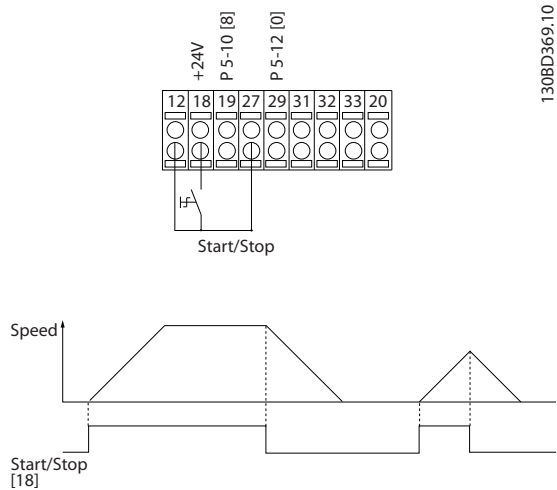 130BD369.10
+24V
P 5-10 [8]
P 5-12 [0]
12 18 19 27 29 31 32 33 20
Start/Stop
Speed
Start/Stop
[18]